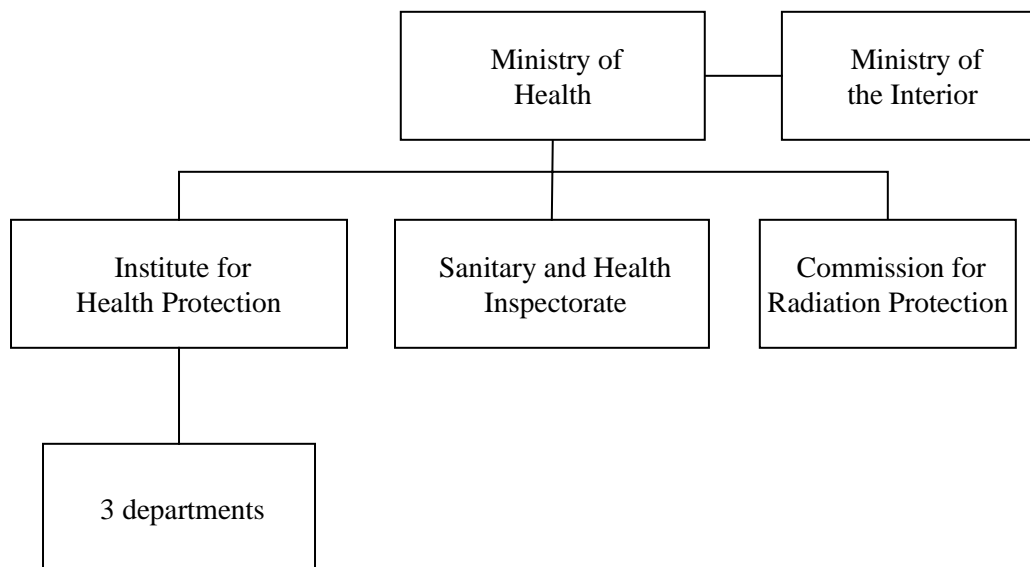 Ministry of
Health
Ministry of
the Interior
Institute for
Health Protection
Sanitary and Health
Inspectorate
Commission for
Radiation Protection
3 departments